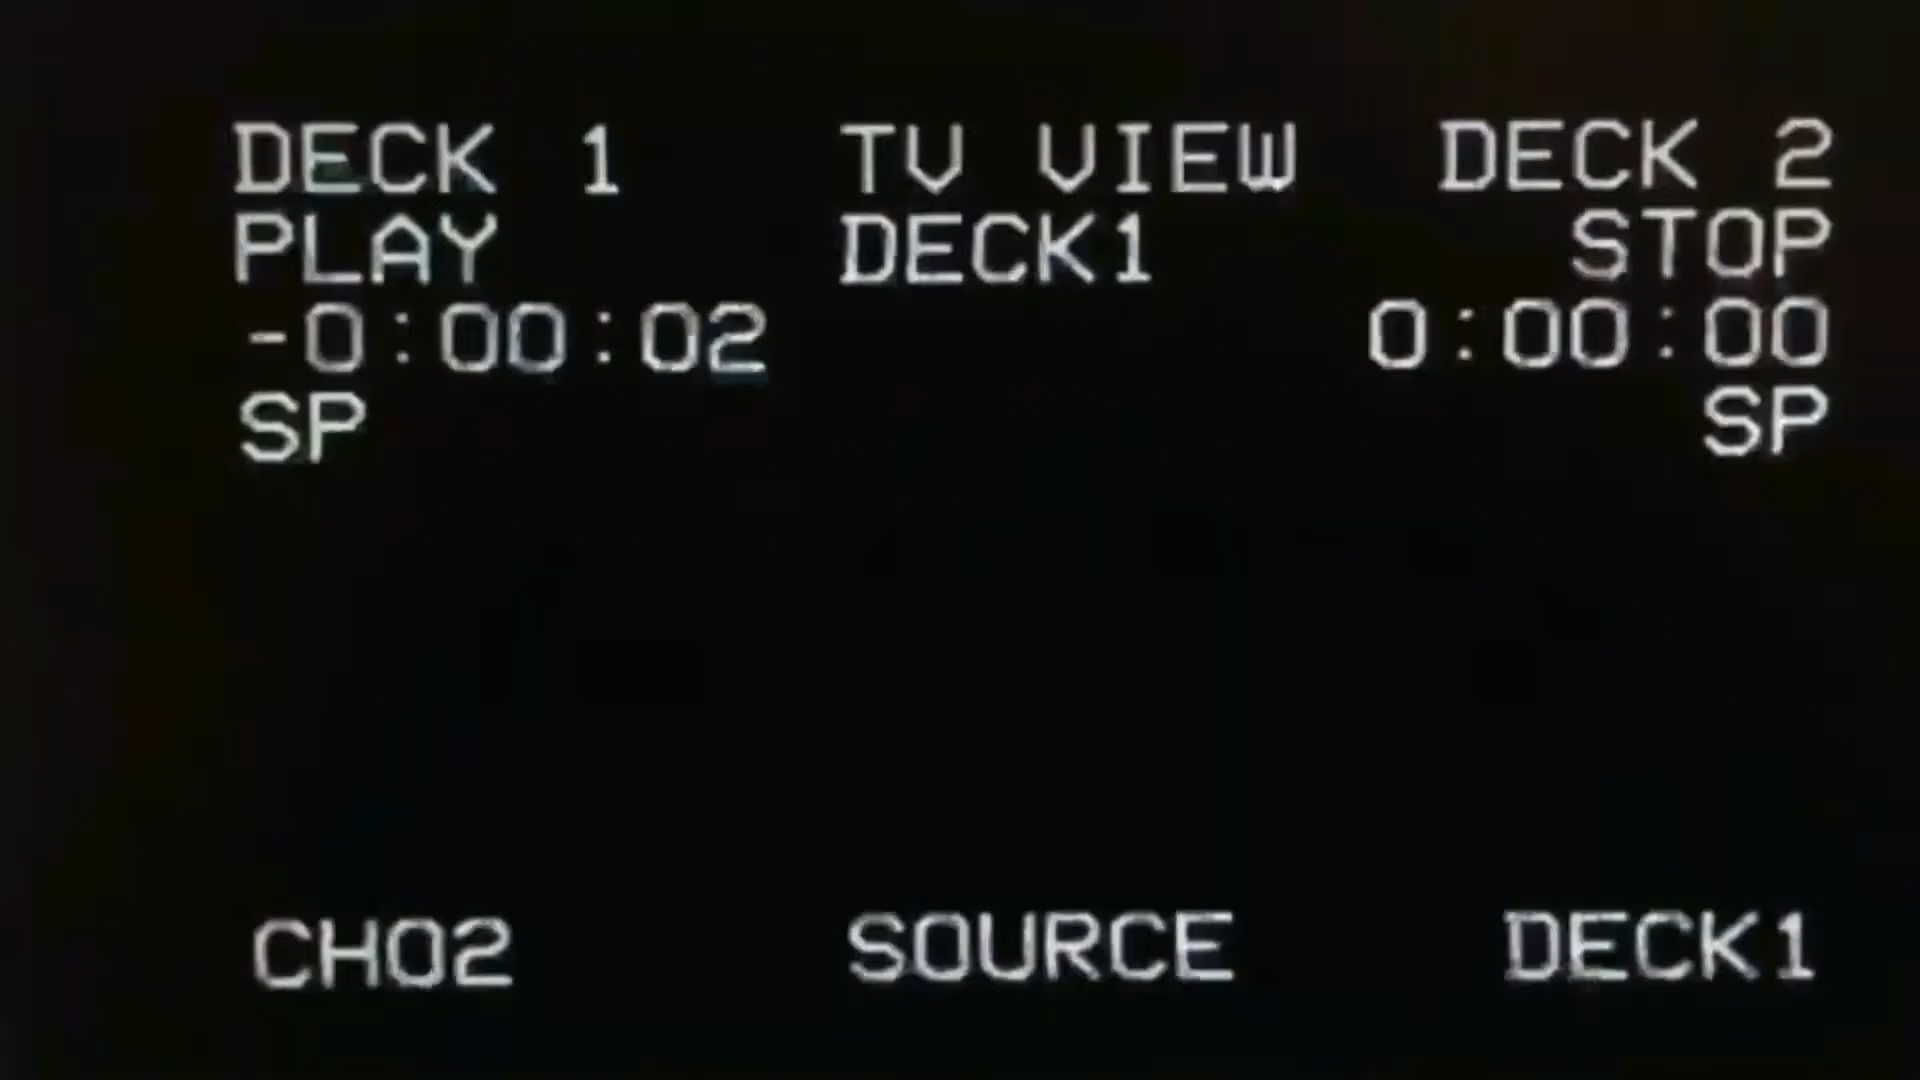 DECK 1 TV VIEW DECK 2
PLAY DECK1 STOP
-0:00:02 0:00:00
SP SP
CH02 SOURCE DECK1